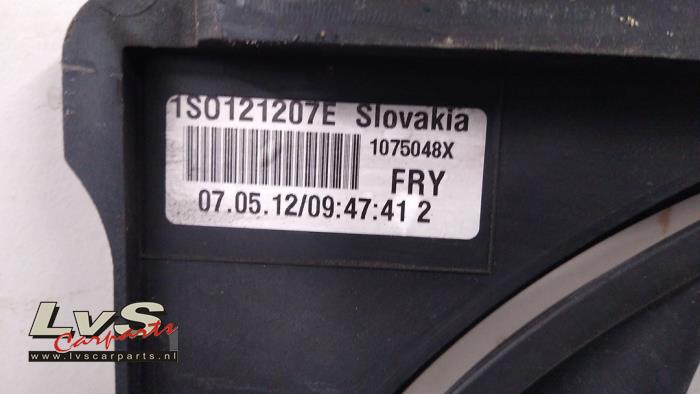 1S0121207E Slovakia
1075048X
FRY
07.05.12/09:47:41 2
LvS
Carparts
www.lvscarparts.nl